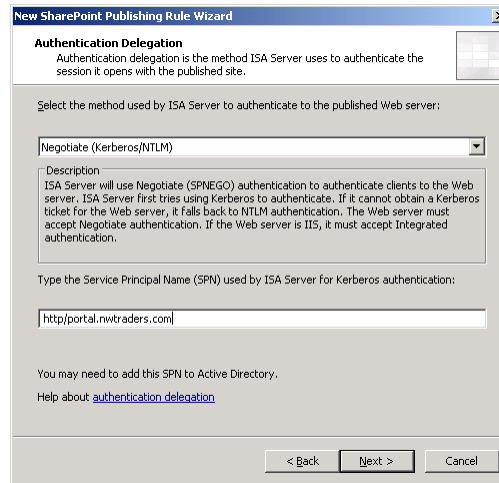 New SharePoint Publishing Rule Wizard
Authentication Delegation
Authentication delegation is the method ISA Server uses to authenticate the
session it opens with the published site.
Select the method used by ISA Server to authenticate to the published Web server:
Negotiate (Kerberos/NTLM)
Description
ISA Server will use Negotiate (SPNEGO) authentication to authenticate clients to the Web
server. ISA Server first tries using Kerberos to authenticate. If it cannot obtain a Kerberos
ticket for the Web server, it falls back to NTLM authentication. The Web server must
accept Negotiate authentication. If the Web server is IIS, it must accept Integrated
authentication.
Type the Service Principal Name (SPN) used by ISA Server for Kerberos authentication:
http/portal.nwtraders.com
You may need to add this SPN to Active Directory.
Help about authentication delegation
< Back Next > Cancel